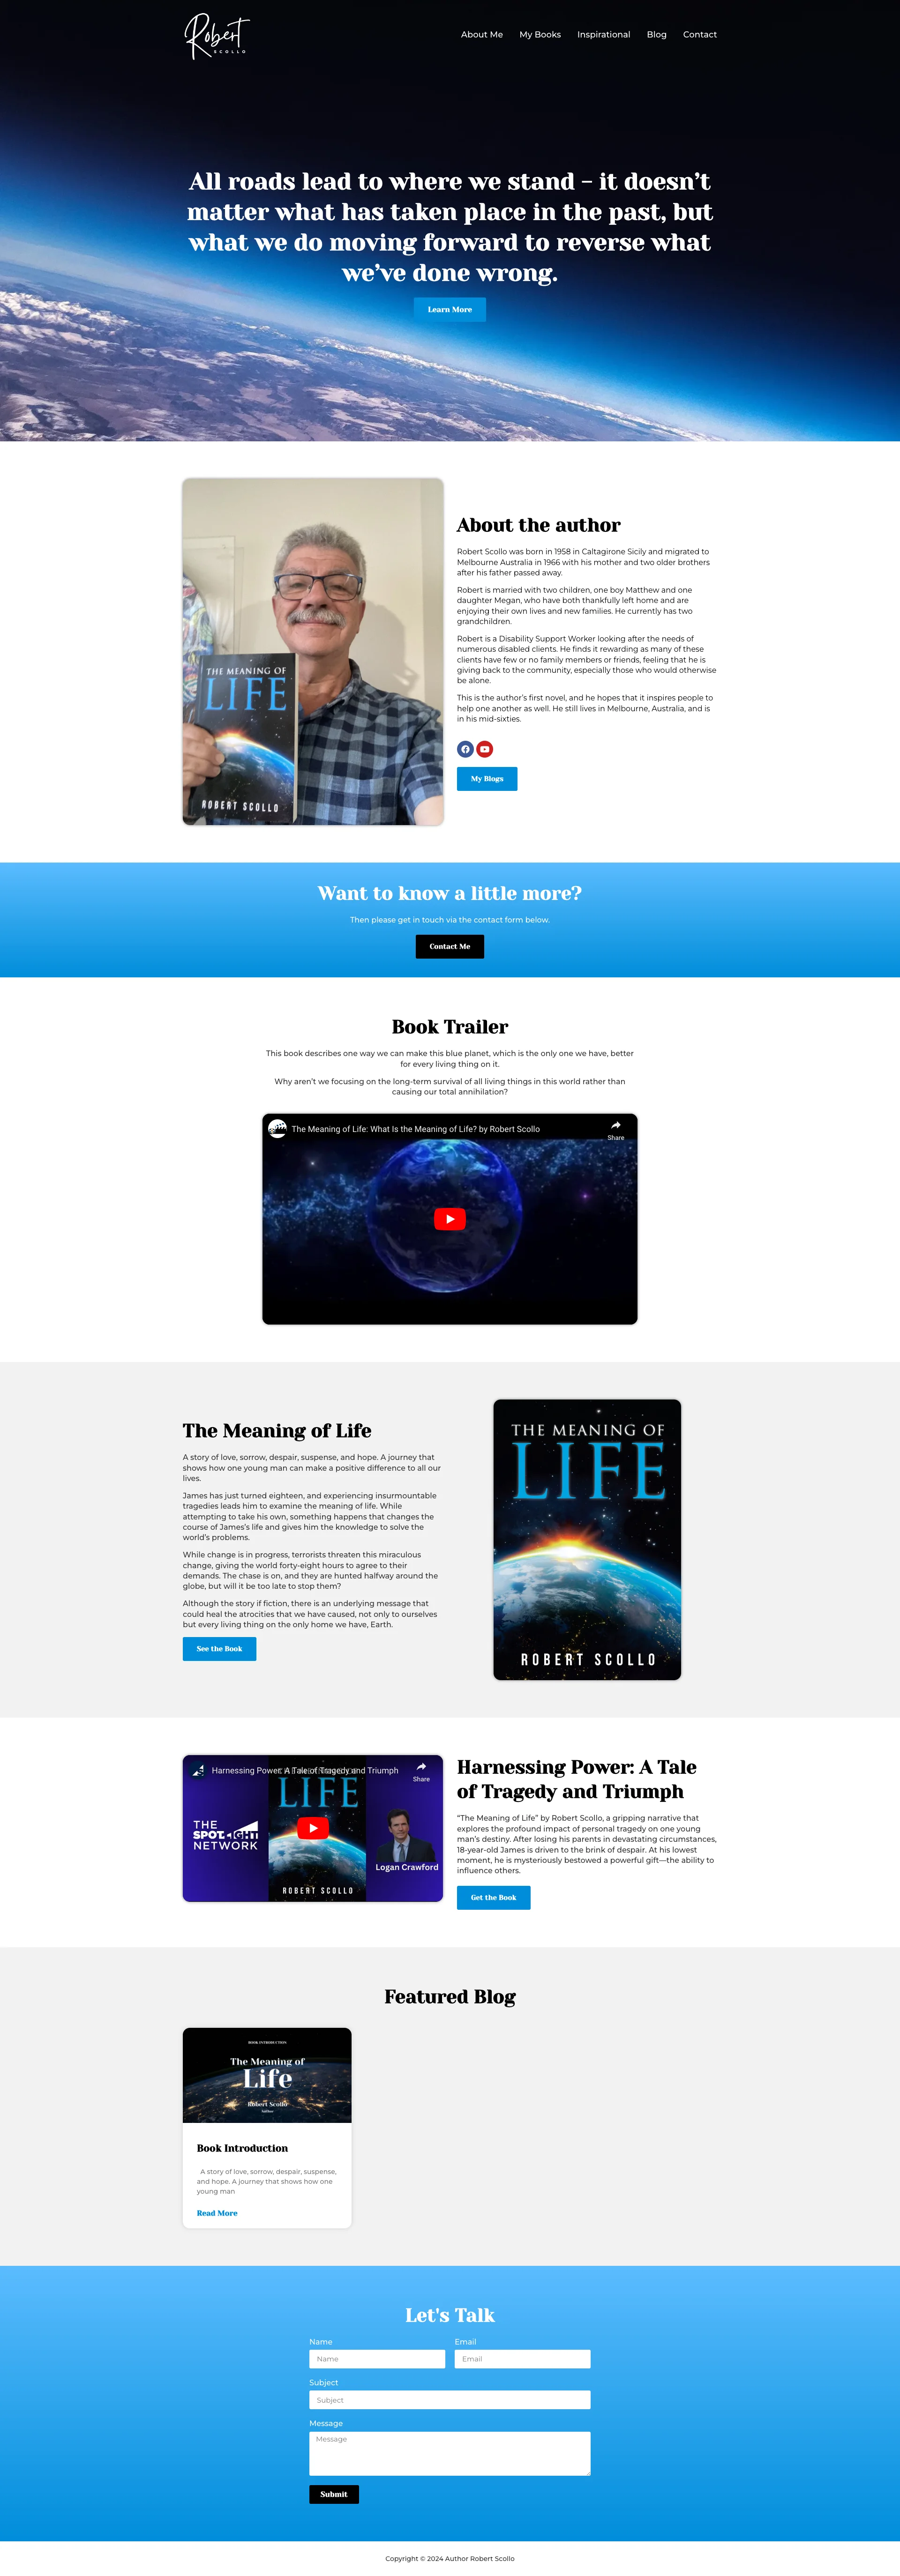 Robert
SCOLLO
About Me My Books Inspirational Blog Contact
All roads lead to where we stand – it doesn’t
matter what has taken place in the past, but
what we do moving forward to reverse what
we’ve done wrong.
Learn More
THE MEANING OF
LIFE
ROBERT SCOLLO
About the author
Robert Scollo was born in 1958 in Caltagirone Sicily and migrated to
Melbourne Australia in 1966 with his mother and two older brothers
after his father passed away.
Robert is married with two children, one boy Matthew and one
daughter Megan, who have both thankfully left home and are
enjoying their own lives and new families. He currently has two
grandchildren.
Robert is a Disability Support Worker looking after the needs of
numerous disabled clients. He finds it rewarding as many of these
clients have few or no family members or friends, feeling that he is
giving back to the community, especially those who would otherwise
be alone.
This is the author’s first novel, and he hopes that it inspires people to
help one another as well. He still lives in Melbourne, Australia, and is
in his mid-sixties.
My Blogs
Want to know a little more?
Then please get in touch via the contact form below.
Contact Me
Book Trailer
This book describes one way we can make this blue planet, which is the only one we have, better
for every living thing on it.
Why aren’t we focusing on the long-term survival of all living things in this world rather than
causing our total annihilation?
The Meaning of Life: What Is the Meaning of Life? by Robert Scollo
Share
The Meaning of Life
A story of love, sorrow, despair, suspense, and hope. A journey that
shows how one young man can make a positive difference to all our
lives.
James has just turned eighteen, and experiencing insurmountable
tragedies leads him to examine the meaning of life. While
attempting to take his own, something happens that changes the
course of James’s life and gives him the knowledge to solve the
world’s problems.
While change is in progress, terrorists threaten this miraculous
change, giving the world forty-eight hours to agree to their
demands. The chase is on, and they are hunted halfway around the
globe, but will it be too late to stop them?
Although the story if fiction, there is an underlying message that
could heal the atrocities that we have caused, not only to ourselves
but every living thing on the only home we have, Earth.
See the Book
THE MEANING OF
LIFE
ROBERT SCOLLO
Harnessing Power: A Tale of Tragedy and Triumph
Share
LIFE
THE
SPOTLIGHT
NETWORK
Logan Crawford
ROBERT SCOLLO
Harnessing Power: A Tale
of Tragedy and Triumph
“The Meaning of Life” by Robert Scollo, a gripping narrative that
explores the profound impact of personal tragedy on one young
man’s destiny. After losing his parents in devastating circumstances,
18-year-old James is driven to the brink of despair. At his lowest
moment, he is mysteriously bestowed a powerful gift—the ability to
influence others.
Get the Book
Featured Blog
BOOK INTRODUCTION
The Meaning of
Life
Robert Scollo
Author
Book Introduction
A story of love, sorrow, despair, suspense,
and hope. A journey that shows how one
young man
Read More
Let's Talk
Name Email
Name Email
Subject
Subject
Message
Message
Submit
Copyright © 2024 Author Robert Scollo